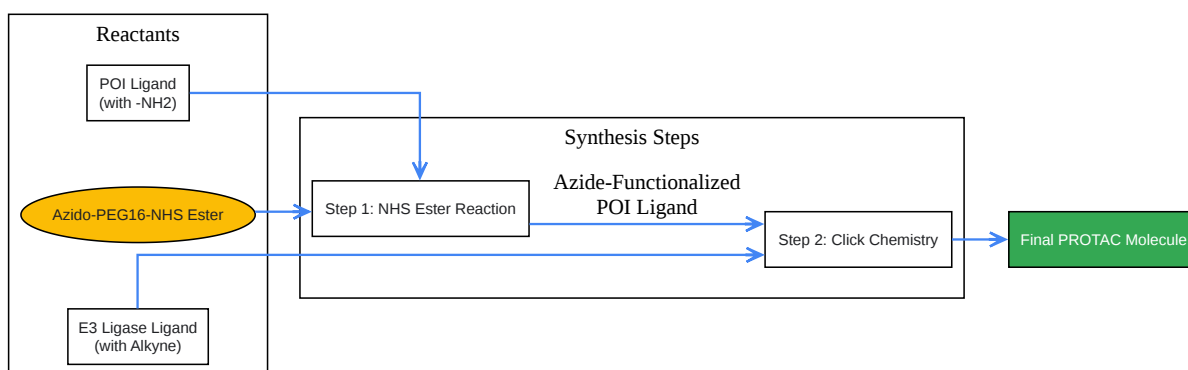 Reactants
POI Ligand
(with -NH2)
Azido-PEG16-NHS Ester
E3 Ligase Ligand
(with Alkyne)
Synthesis Steps
Step 1: NHS Ester Reaction
Azide-Functionalized
POI Ligand
Step 2: Click Chemistry
Final PROTAC Molecule